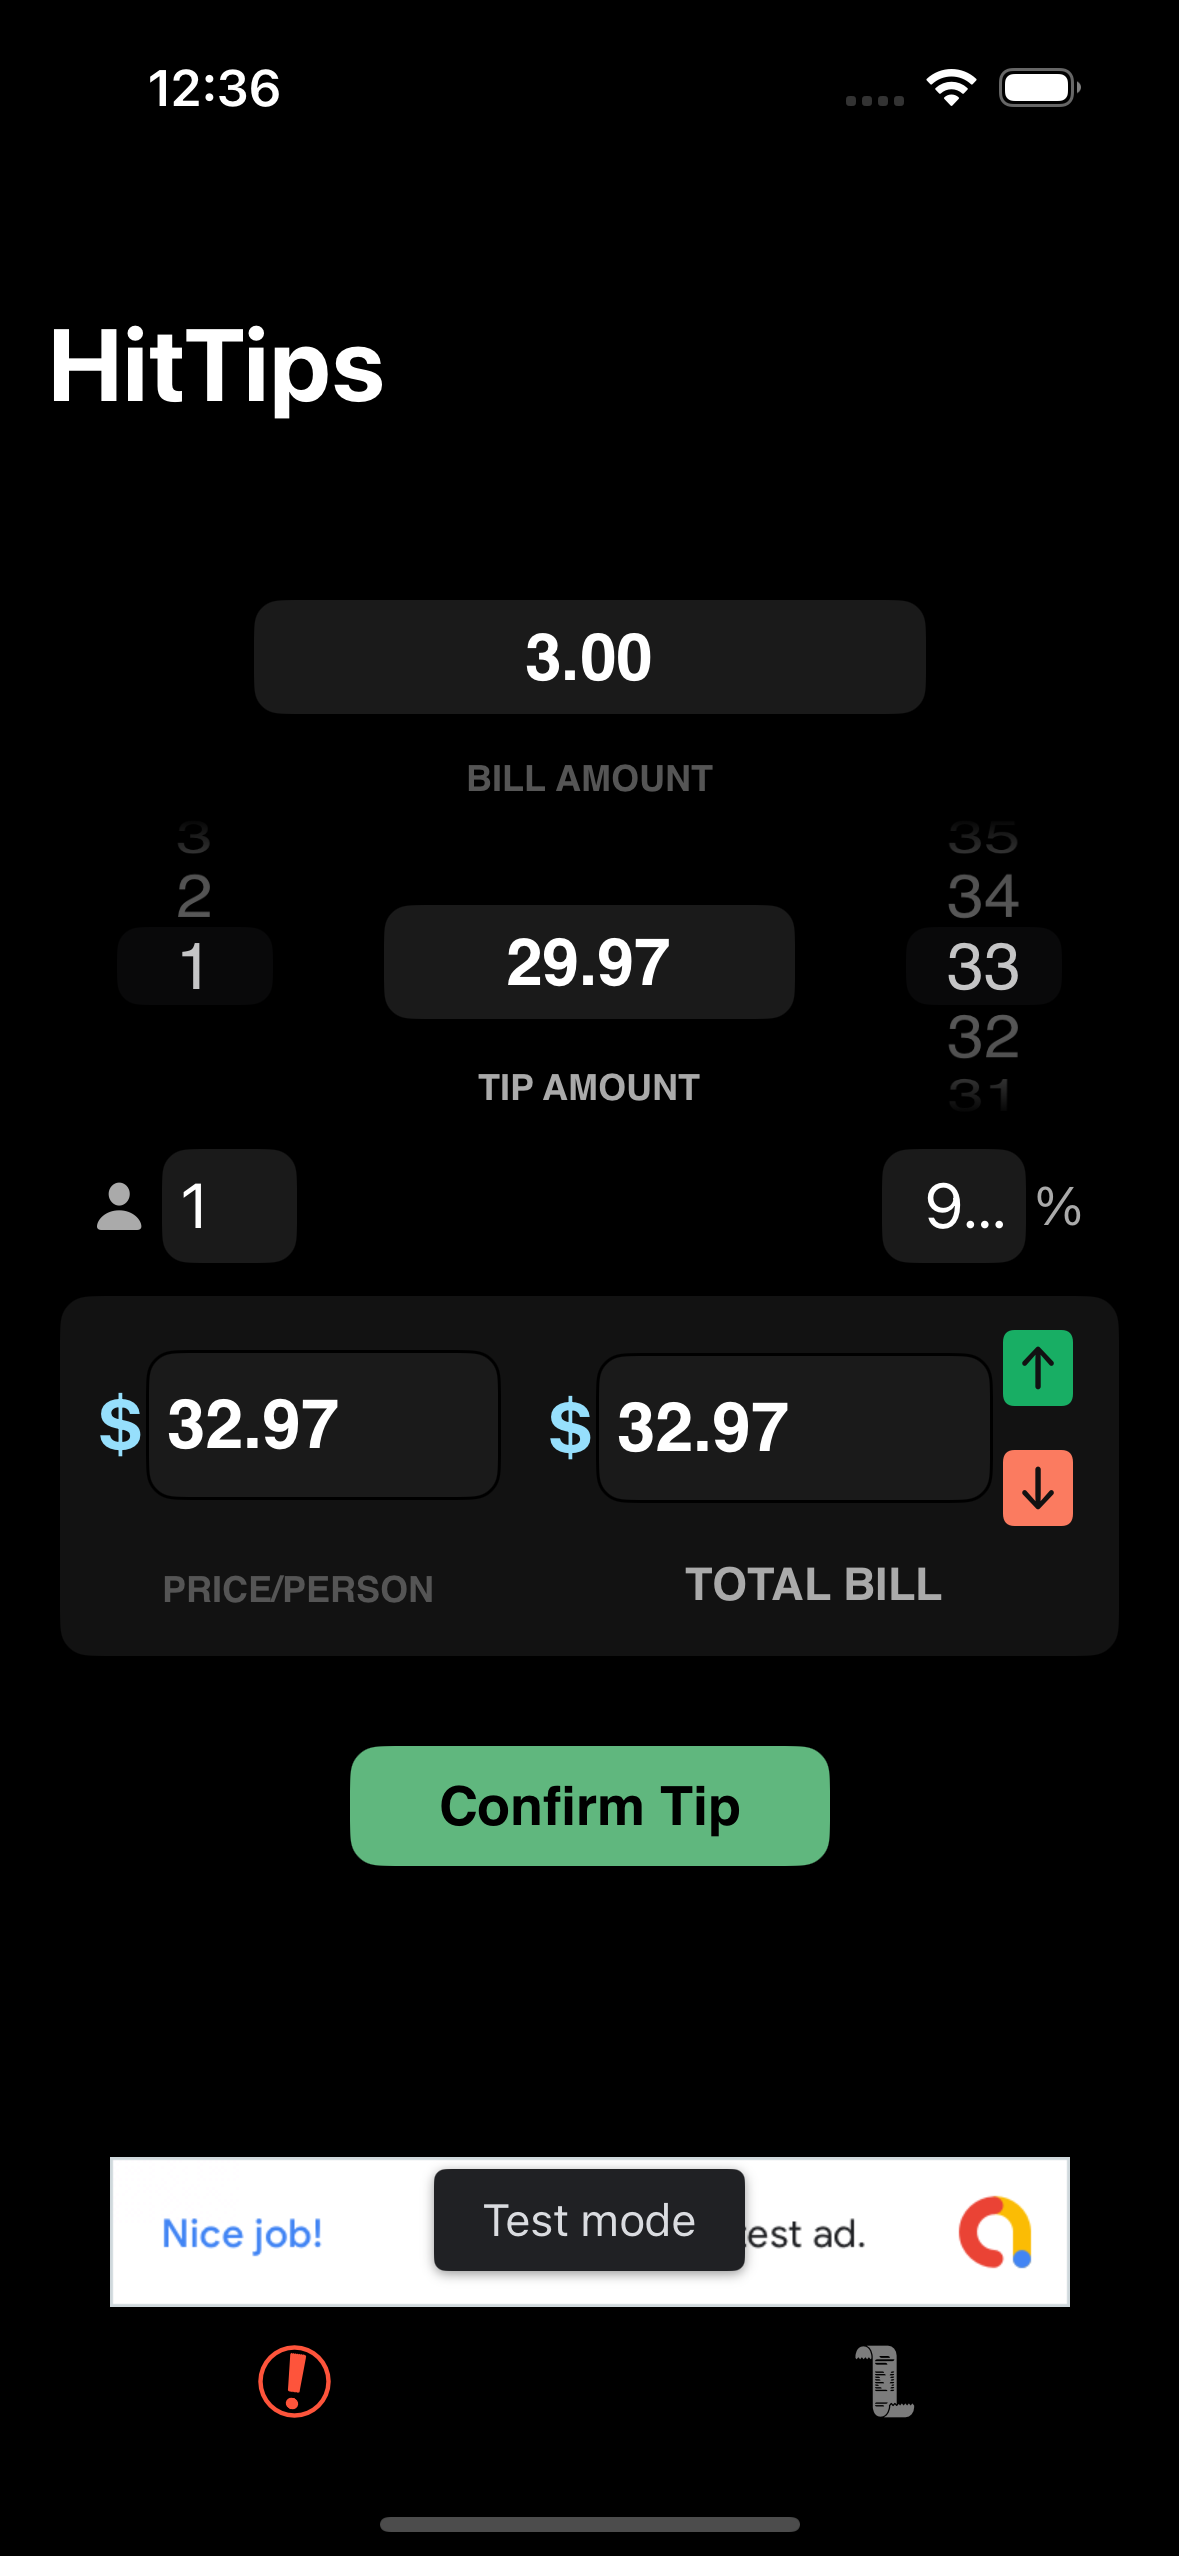 12:36
HitTips
3.00
BILL AMOUNT
3
2
1
29.97
TIP AMOUNT
35
34
33
32
31
1
9...
%
$ 32.97
$ 32.97
PRICE/PERSON
TOTAL BILL
Confirm Tip
Nice job!
Test mode
test ad.